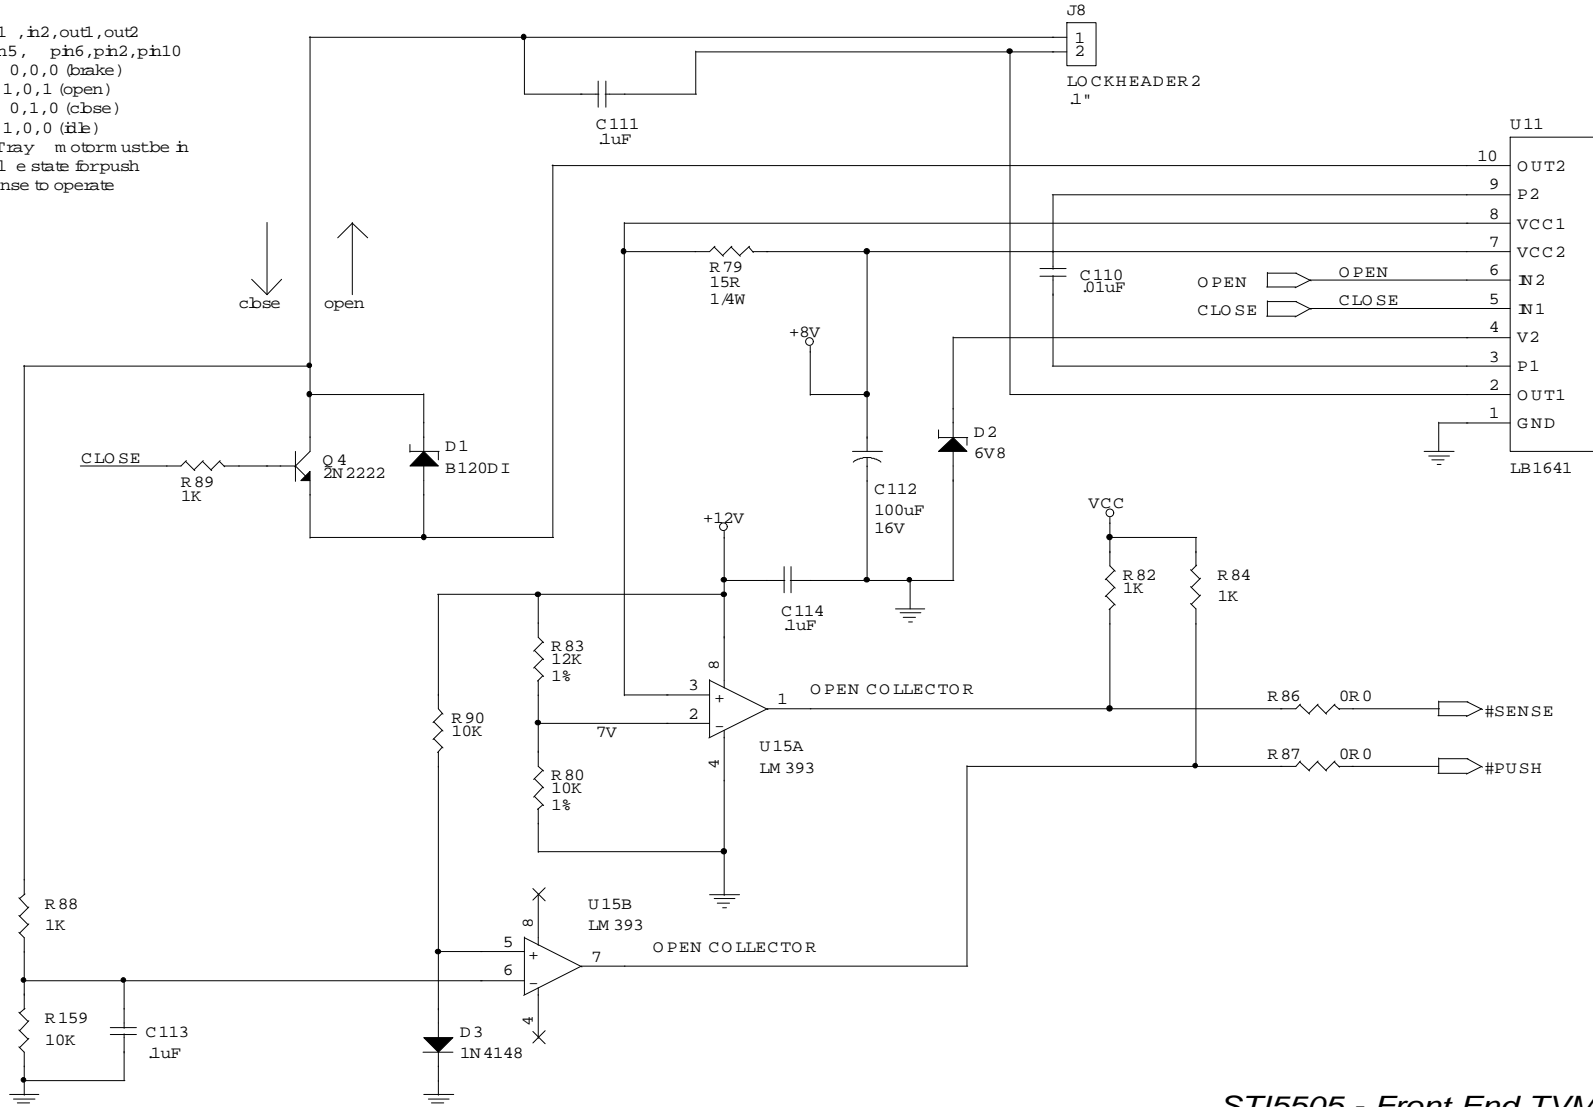 1 ,in2,out1,out2
n5, pin6,pin2,pin10
0,0,0 (brake)
1,0,1 (open)
0,1,0 (close)
1,0,0 (idle)
Tray motor must be in
l e state for push
nse to operate
close
open
J8
1
2
LOCKHEADER2
.1"
C111
.1uF
U11
10 OUT2
9 P2
8 VCC1
7 VCC2
6 IN2
5 IN1
4 V2
3 P1
2 OUT1
1 GND
LB1641
OPEN OPEN
CLOSE CLOSE
R79
15R
1/4W
C110
.01uF
+8V
CLOSE
R89
1K
Q4
2N2222
D1
B120DI
D2
6V8
C112
100uF
16V
+12V
C114
.1uF
VCC
R82
1K
R84
1K
R83
12K
1%
R90
10K
7V
R80
10K
1%
3
2
8
4
1
+
-
U15A
LM393
OPEN COLLECTOR
R86 0R0
#SENSE
R87 0R0
#PUSH
R88
1K
U15B
LM393
5
6
8
4
7
+
-
OPEN COLLECTOR
R159
10K
C113
.1uF
D3
1N4148
STI5505 - Front End TVM